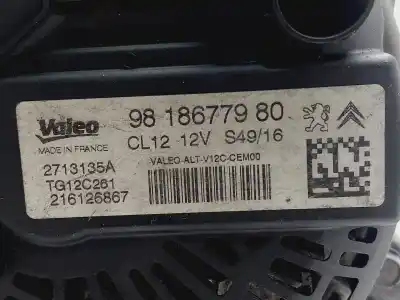 Valeo
98 186779 80
MADE IN FRANCE
CL12 12V S49/16
2713135A
VALEO-ALT-V12C-CEM00
TG12C261
216126867